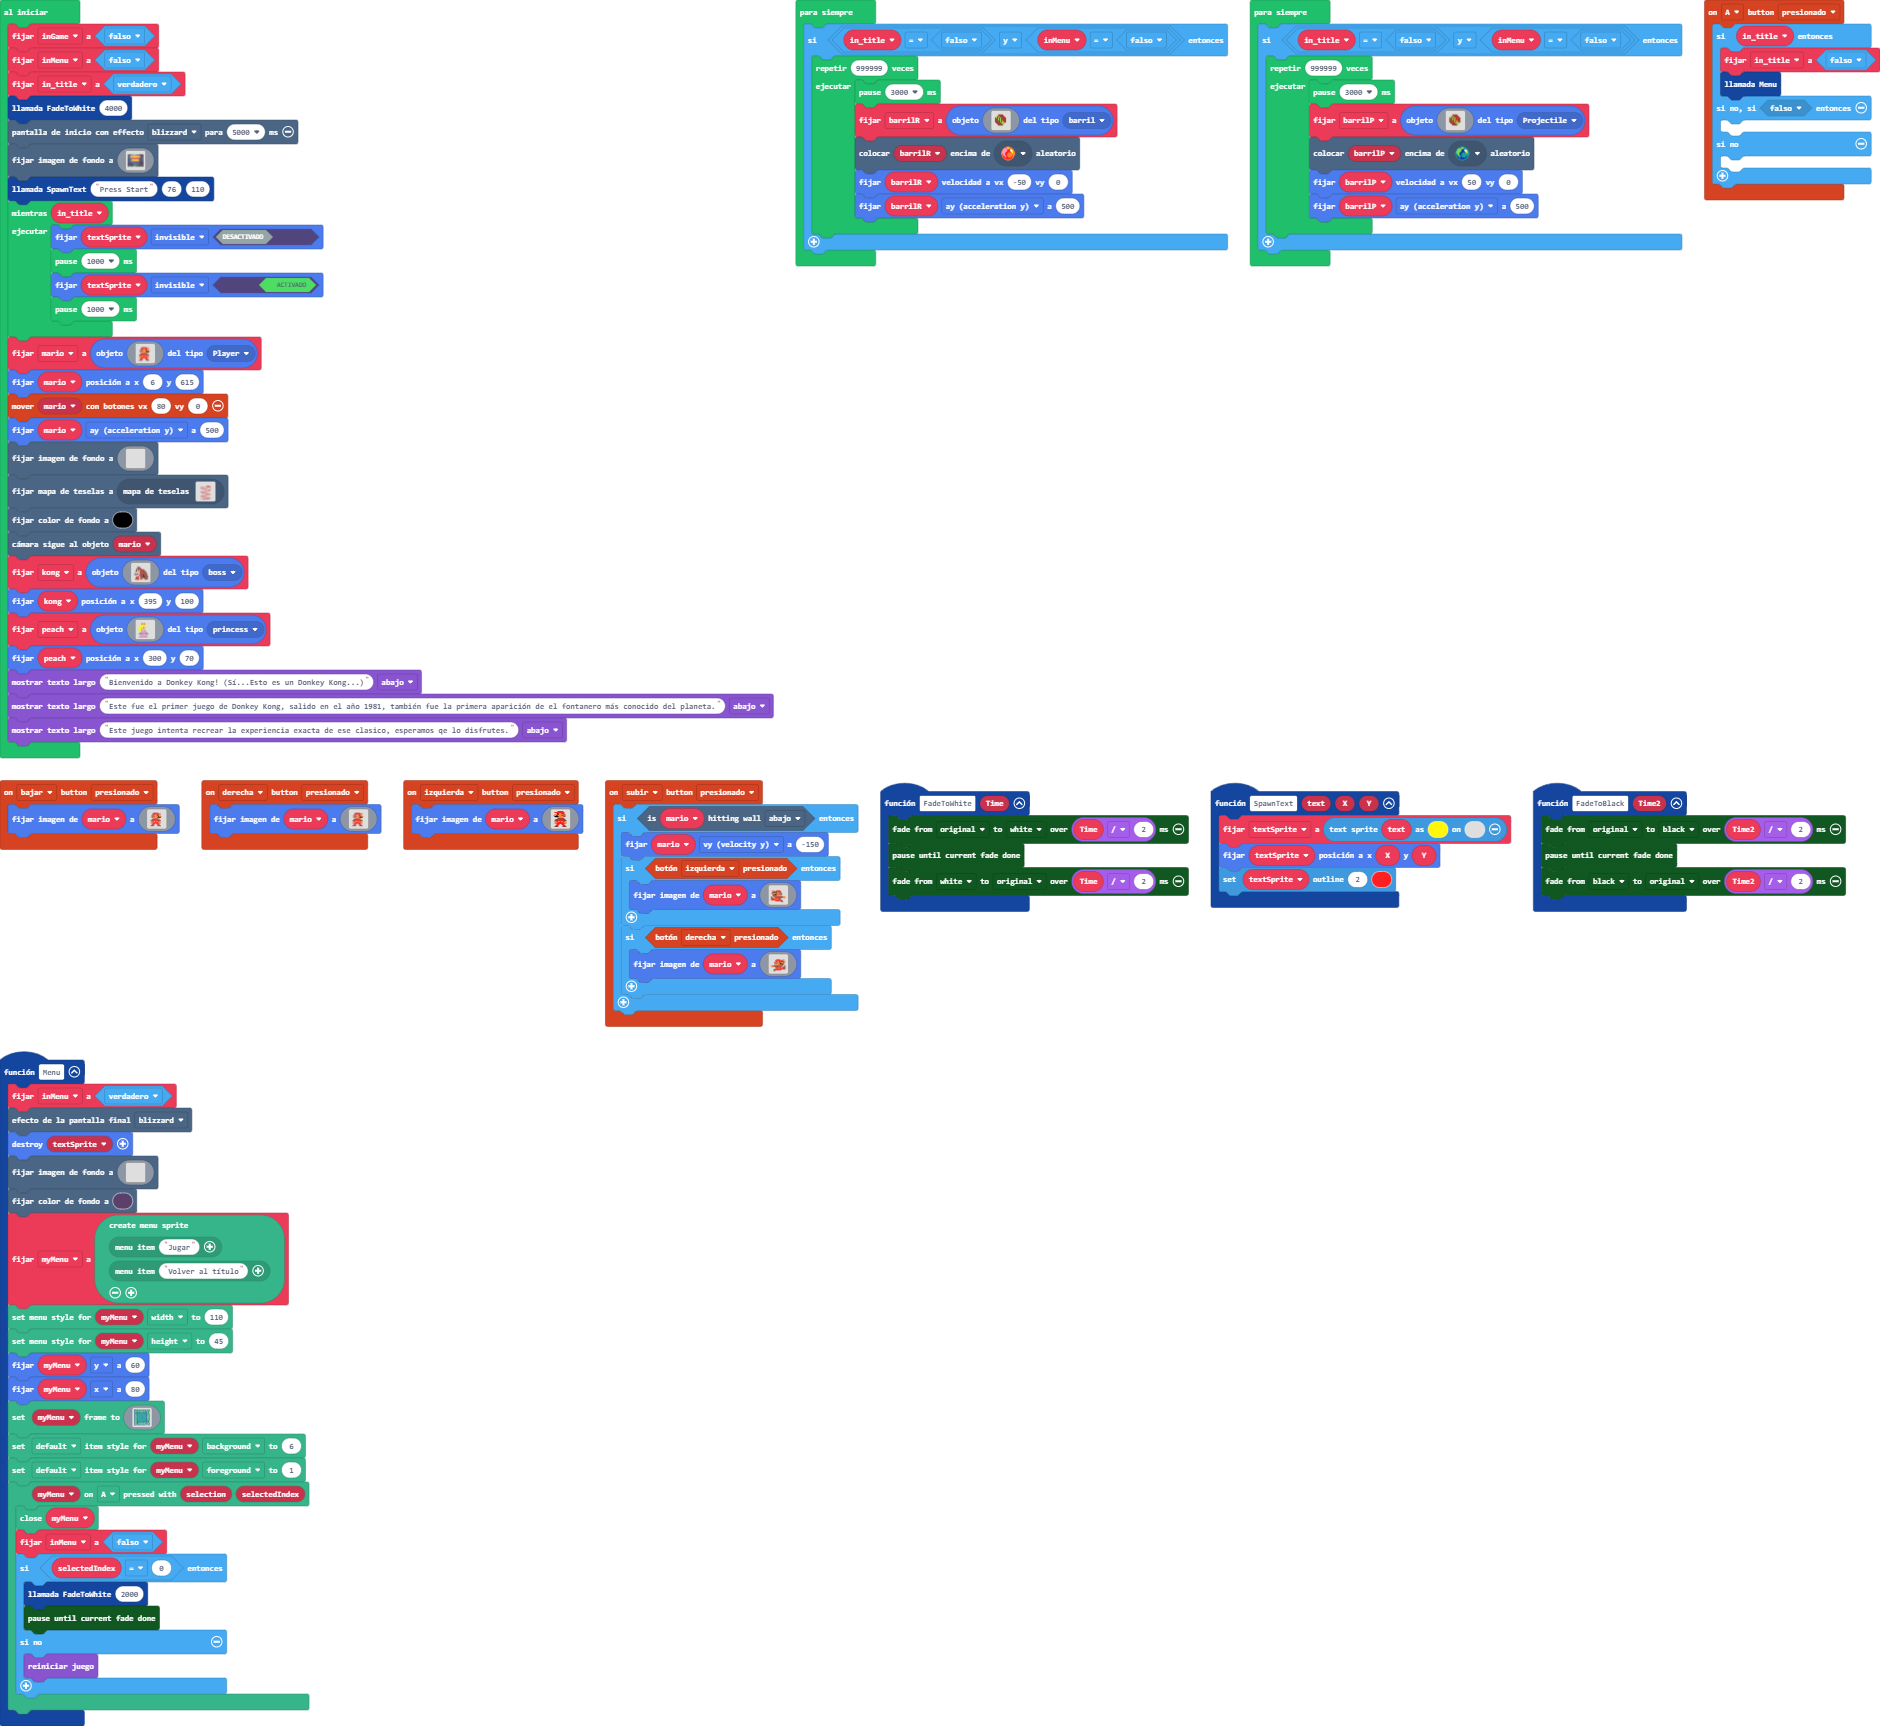 al iniciar
fijar inGame a falso
fijar inMenu a falso
fijar in_title a verdadero
llamada FadeToWhite 4000
pantalla de inicio con effecto blizzard para 5000 ms
fijar imagen de fondo a
llamada SpawnText "Press Start" 76 110
mientras in_title
ejecutar
fijar textSprite invisible DESACTIVADO
pause 1000 ms
fijar textSprite invisible ACTIVADO
pause 1000 ms
fijar mario a objeto del tipo Player
fijar mario posición a x 6 y 615
mover mario con botones vx 80 vy 0
fijar mario ay (acceleration y) a 500
fijar imagen de fondo a
fijar mapa de teselas a mapa de teselas
fijar color de fondo a
cámara sigue al objeto mario
fijar kong a objeto del tipo boss
fijar kong posición a x 395 y 100
fijar peach a objeto del tipo princess
fijar peach posición a x 300 y 70
mostrar texto largo "Bienvenido a Donkey Kong! (Sí...Esto es un Donkey Kong...)" abajo
mostrar texto largo "Este fue el primer juego de Donkey Kong, salido en el año 1981, también fue la primera aparición de el fontanero más conocido del planeta." abajo
mostrar texto largo "Este juego intenta recrear la experiencia exacta de ese clasico, esperamos qe lo disfrutes." abajo
para siempre
si in_title = falso y inMenu = falso entonces
repetir 999999 veces
ejecutar
pause 3000 ms
fijar barrilR a objeto del tipo barril
colocar barrilR encima de aleatorio
fijar barrilR velocidad a vx -50 vy 0
fijar barrilR ay (acceleration y) a 500
para siempre
si in_title = falso y inMenu = falso entonces
repetir 999999 veces
ejecutar
pause 3000 ms
fijar barrilP a objeto del tipo Projectile
colocar barrilP encima de aleatorio
fijar barrilP velocidad a vx 50 vy 0
fijar barrilP ay (acceleration y) a 500
on A button presionado
si in_title entonces
fijar in_title a falso
llamada Menu
si no, si falso entonces
si no
on bajar button presionado
fijar imagen de mario a
on derecha button presionado
fijar imagen de mario a
on izquierda button presionado
fijar imagen de mario a
on subir button presionado
si is mario hitting wall abajo entonces
fijar mario vy (velocity y) a -150
si botón izquierda presionado entonces
fijar imagen de mario a
si botón derecha presionado entonces
fijar imagen de mario a
función FadeToWhite Time
fade from original to white over Time / 2 ms
pause until current fade done
fade from white to original over Time / 2 ms
función SpawnText text X Y
fijar textSprite a text sprite text as on
fijar textSprite posición a x X y Y
set textSprite outline 2
función FadeToBlack Time2
fade from original to black over Time2 / 2 ms
pause until current fade done
fade from black to original over Time2 / 2 ms
función Menu
fijar inMenu a verdadero
efecto de la pantalla final blizzard
destroy textSprite
fijar imagen de fondo a
fijar color de fondo a
fijar myMenu a
create menu sprite
menu item "Jugar"
menu item "Volver al título"
set menu style for myMenu width to 110
set menu style for myMenu height to 45
fijar myMenu y a 60
fijar myMenu x a 80
set myMenu frame to
set default item style for myMenu background to 6
set default item style for myMenu foreground to 1
myMenu on A pressed with selection selectedIndex
close myMenu
fijar inMenu a falso
si selectedIndex = 0 entonces
llamada FadeToWhite 2000
pause until current fade done
si no
reiniciar juego